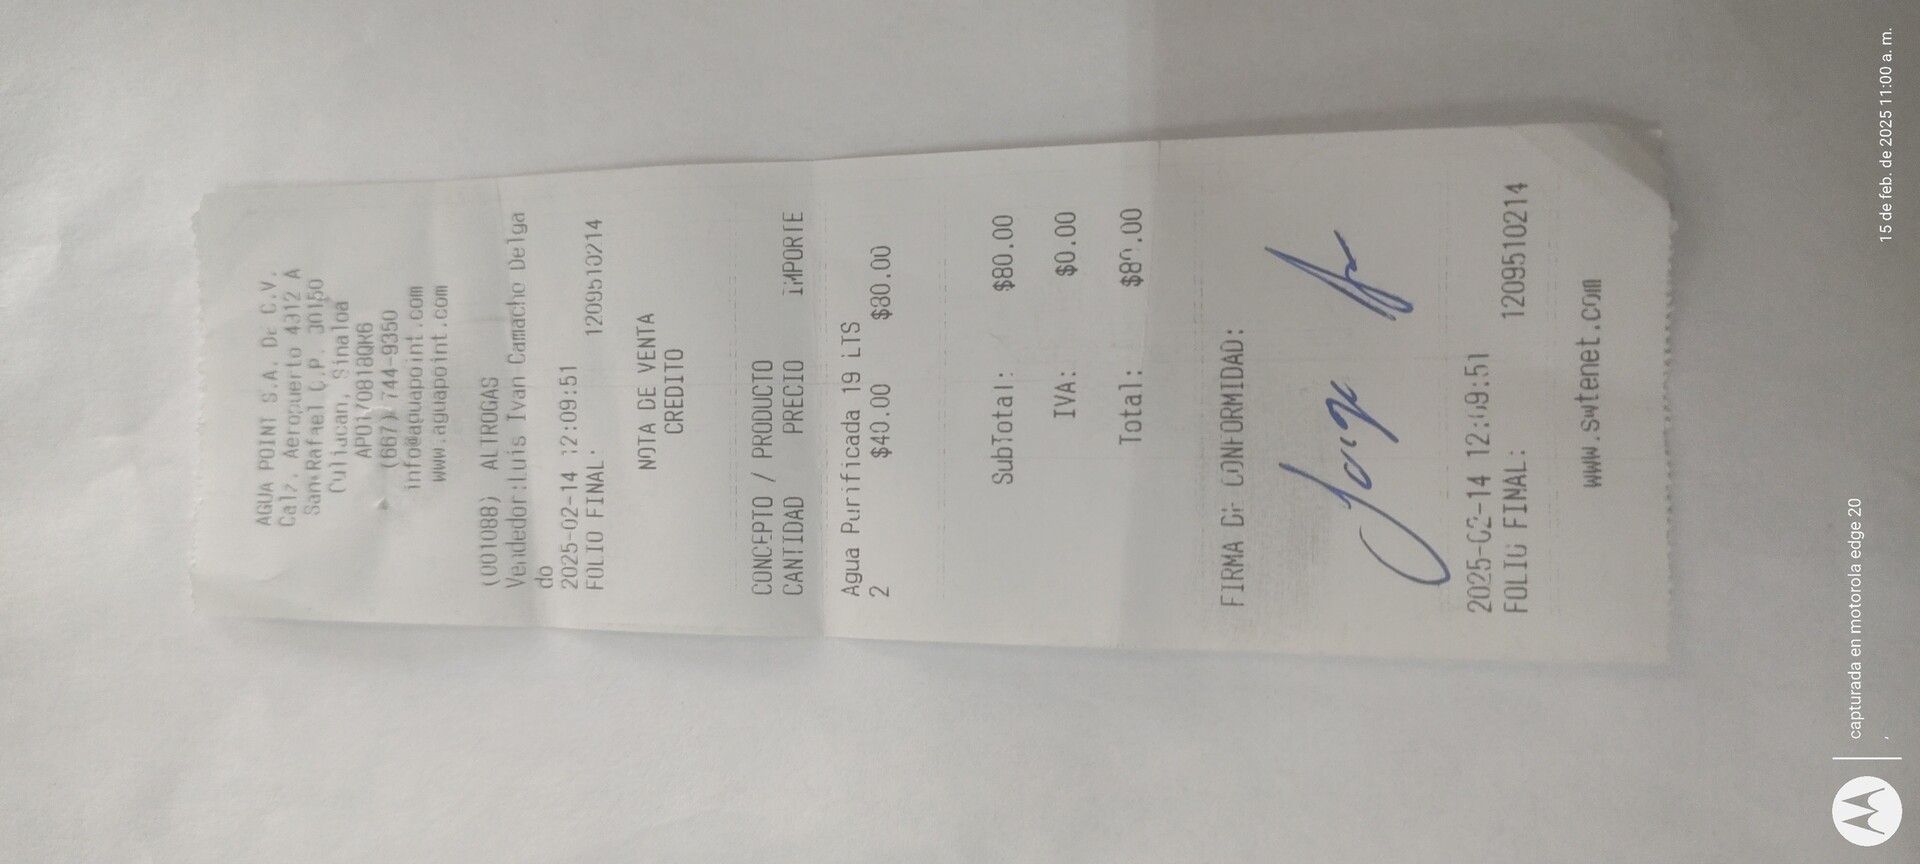 AGUA POINT S.A. De C.V.
Calz. Aeropuerto 4312 A
San Rafael C.P. 30150
Culiacan, Sinaloa
(667) 744-9350
info@aguapoint.com
www.aguapoint.com
(001088) ALTROGAS
Vendedor:Luis Ivan Camacho Delga
do
2025-02-14 12:09:51
FOLIO FINAL: 1209510214
NOTA DE VENTA
CREDITO
CONCEPTO / PRODUCTO
CANTIDAD PRECIO IMPORTE
Agua Purificada 19 LTS
2 $40.00 $80.00
SubTotal: $80.00
IVA: $0.00
Total: $80.00
FIRMA DE CONFORMIDAD:
2025-02-14 12:09:51
FOLIO FINAL: 1209510214
www.swtenet.com
capturada en motorola edge 20
15 de feb. de 2025 11:00 a. m.